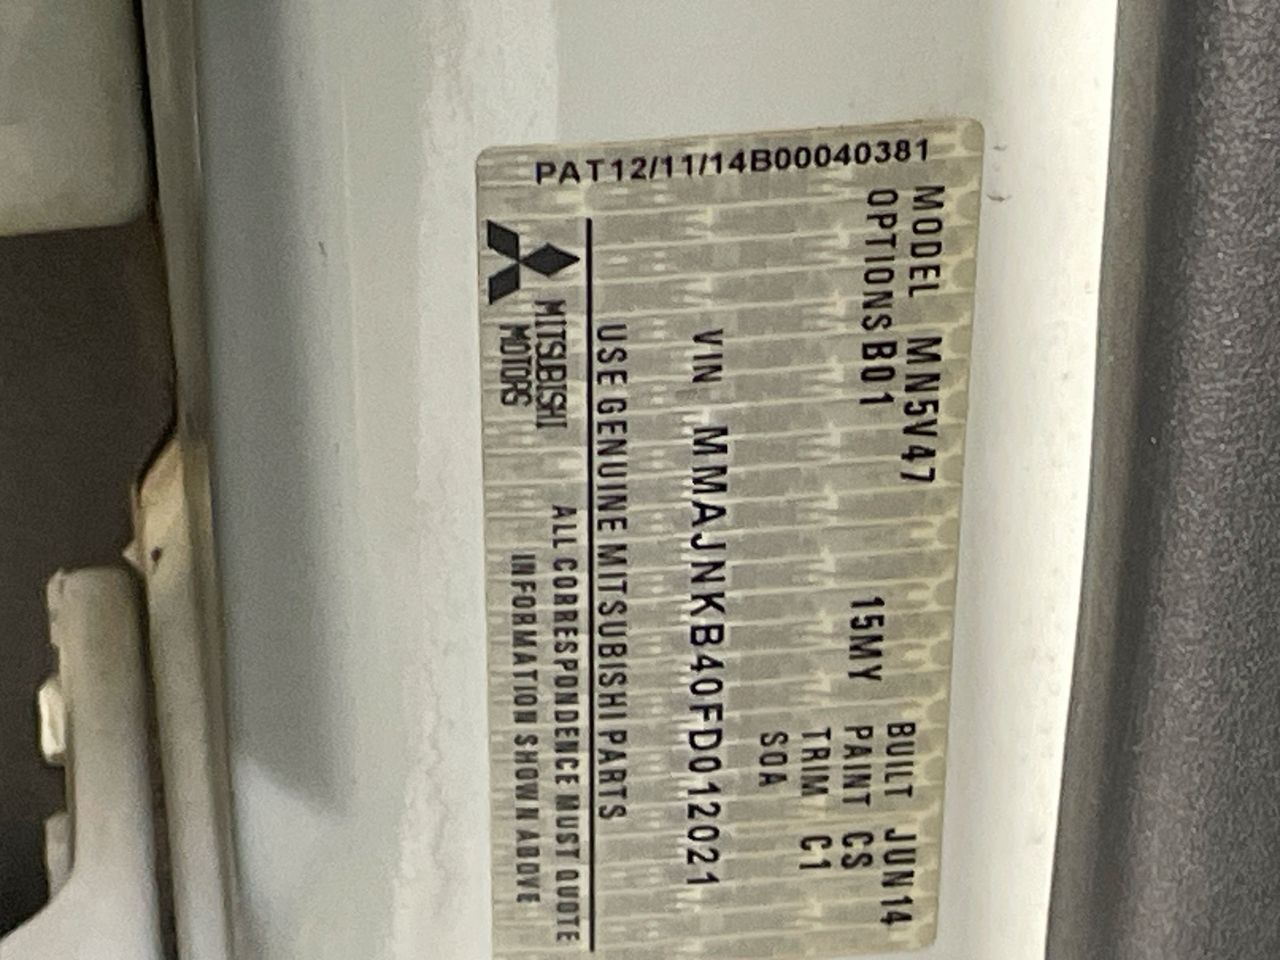 PAT12/11/14B00040381
MODEL MN5V47
OPTIONS B01
15MY
BUILT JUN14
PAINT CS
TRIM C1
SOA
VIN MMAJNKB40FD012021
USE GENUINE MITSUBISHI PARTS
MITSUBISHI
MOTORS
ALL CORRESPONDENCE MUST QUOTE
INFORMATION SHOWN ABOVE